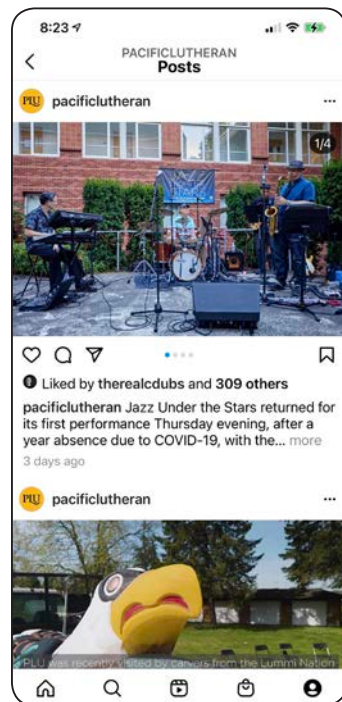 8:23
PACIFICLUTHERAN
Posts
PLU pacificlutheran
1/4
JAZZ
STARS
Liked by therealcdubs and 309 others
pacificlutheran Jazz Under the Stars returned for
its first performance Thursday evening, after a
year absence due to COVID-19, with the... more
3 days ago
PLU pacificlutheran
PLU was recently visited by carvers from the Lummi Nation